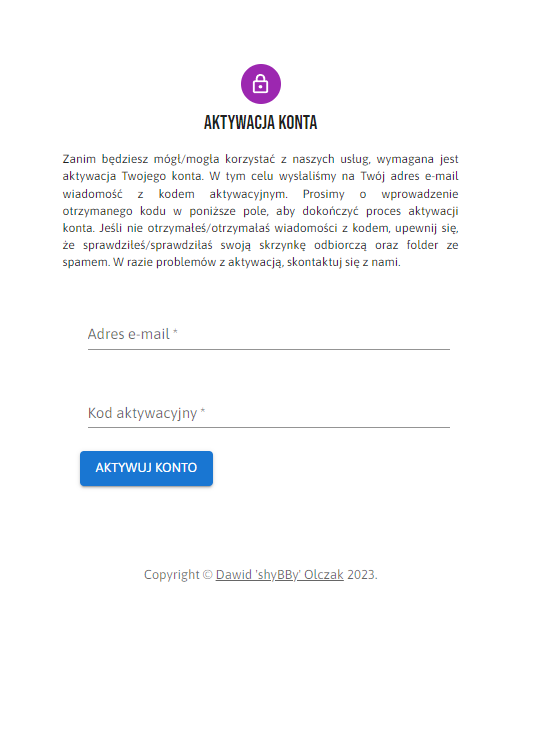 AKTYWACJA KONTA
Zanim będziesz mógł/mogła korzystać z naszych usług, wymagana jest
aktywacja Twojego konta. W tym celu wysłaliśmy na Twój adres e-mail
wiadomość z kodem aktywacyjnym. Prosimy o wprowadzenie
otrzymanego kodu w poniższe pole, aby dokończyć proces aktywacji
konta. Jeśli nie otrzymałeś/otrzymałaś wiadomości z kodem, upewnij się,
że sprawdziłeś/sprawdziłaś swoją skrzynkę odbiorczą oraz folder ze
spamem. W razie problemów z aktywacją, skontaktuj się z nami.
Adres e-mail *
Kod aktywacyjny *
AKTYWUJ KONTO
Copyright © Dawid 'shyBBy' Olczak 2023.